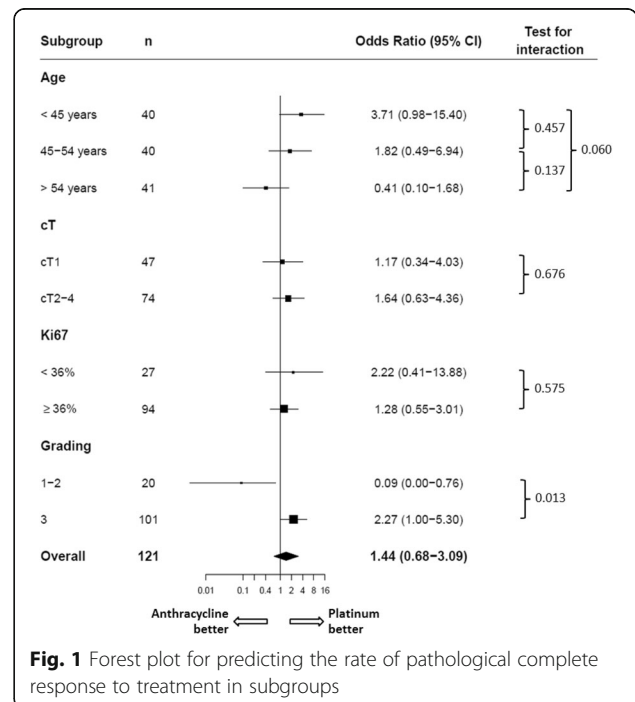 Subgroup n Odds Ratio (95% CI) Test for
interaction
Age
< 45 years 40 3.71 (0.98−15.40)
0.457
45−54 years 40 1.82 (0.49−6.94) 0.060
0.137
> 54 years 41 0.41 (0.10−1.68)
cT
cT1 47 1.17 (0.34−4.03)
0.676
cT2−4 74 1.64 (0.63−4.36)
Ki67
< 36% 27 2.22 (0.41−13.88)
0.575
≥ 36% 94 1.28 (0.55−3.01)
Grading
1−2 20 0.09 (0.00−0.76)
0.013
3 101 2.27 (1.00−5.30)
Overall 121 1.44 (0.68−3.09)
0.01 0.1 0.4 1 2 4 8 16
Anthracycline Platinum
better better
Fig. 1 Forest plot for predicting the rate of pathological complete
response to treatment in subgroups